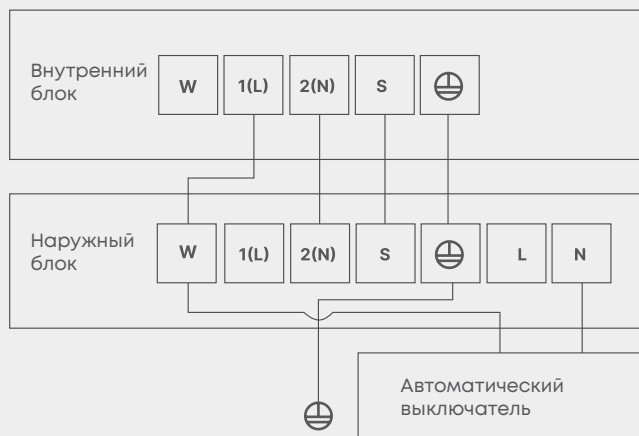 Внутренний
блок
W 1(L) 2(N) S
Наружный
блок
W 1(L) 2(N) S L N
Автоматический
выключатель